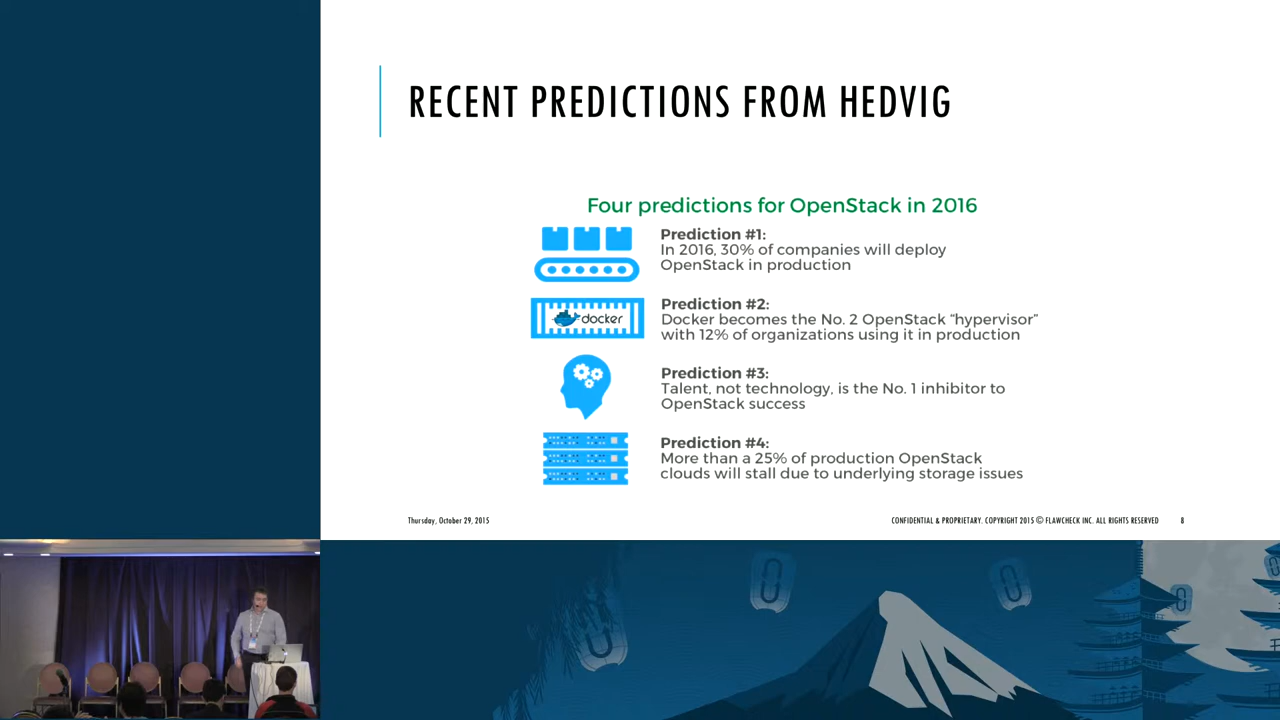 RECENT PREDICTIONS FROM HEDVIG
Four predictions for OpenStack in 2016
Prediction #1:
In 2016, 30% of companies will deploy
OpenStack in production
docker
Prediction #2:
Docker becomes the No. 2 OpenStack “hypervisor”
with 12% of organizations using it in production
Prediction #3:
Talent, not technology, is the No. 1 inhibitor to
OpenStack success
Prediction #4:
More than a 25% of production OpenStack
clouds will stall due to underlying storage issues
Thursday, October 29, 2015
CONFIDENTIAL & PROPRIETARY. COPYRIGHT 2015 © FLAWCHECK INC. ALL RIGHTS RESERVED
8